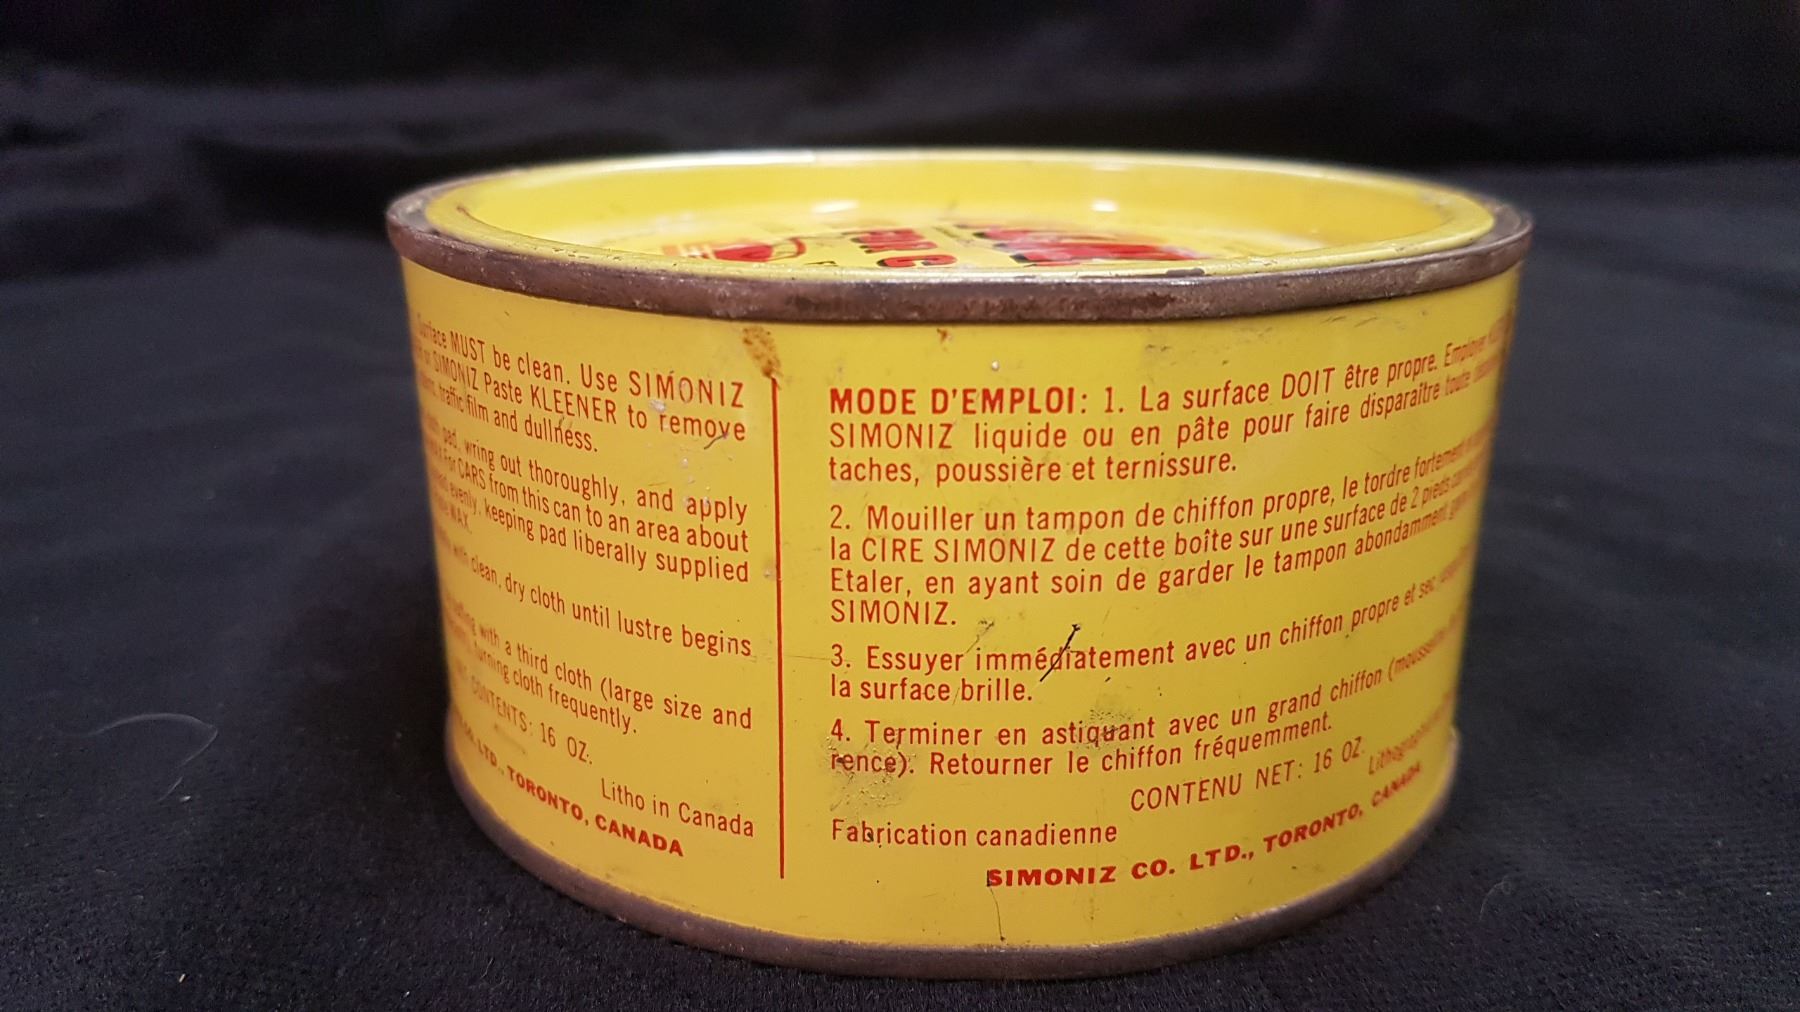 FOR C
Surface MUST be clean. Use SIMONIZ
or SIMONIZ Paste KLEENER to remove
traffic film and dullness.
pad, wring out thoroughly, and apply
FOR CARS from this can to an area about
evenly, keeping pad liberally supplied
WAX.
with clean, dry cloth until lustre begins
with a third cloth (large size and
turning cloth frequently.
CONTENTS: 16 OZ.
Litho in Canada
LTD., TORONTO, CANADA
MODE D'EMPLOI: 1. La surface DOIT être propre. Employer
SIMONIZ liquide ou en pâte pour faire disparaître toute
taches, poussière et ternissure.
2. Mouiller un tampon de chiffon propre, le tordre fortement
la CIRE SIMONIZ de cette boîte sur une surface de 2 pieds
Etaler, en ayant soin de garder le tampon abondamment
SIMONIZ.
3. Essuyer immédiatement avec un chiffon propre et sec
la surface brille.
4. Terminer en astiquant avec un grand chiffon
rence). Retourner le chiffon fréquemment.
CONTENU NET: 16 OZ.
Fabrication canadienne
SIMONIZ CO. LTD., TORONTO, CANADA